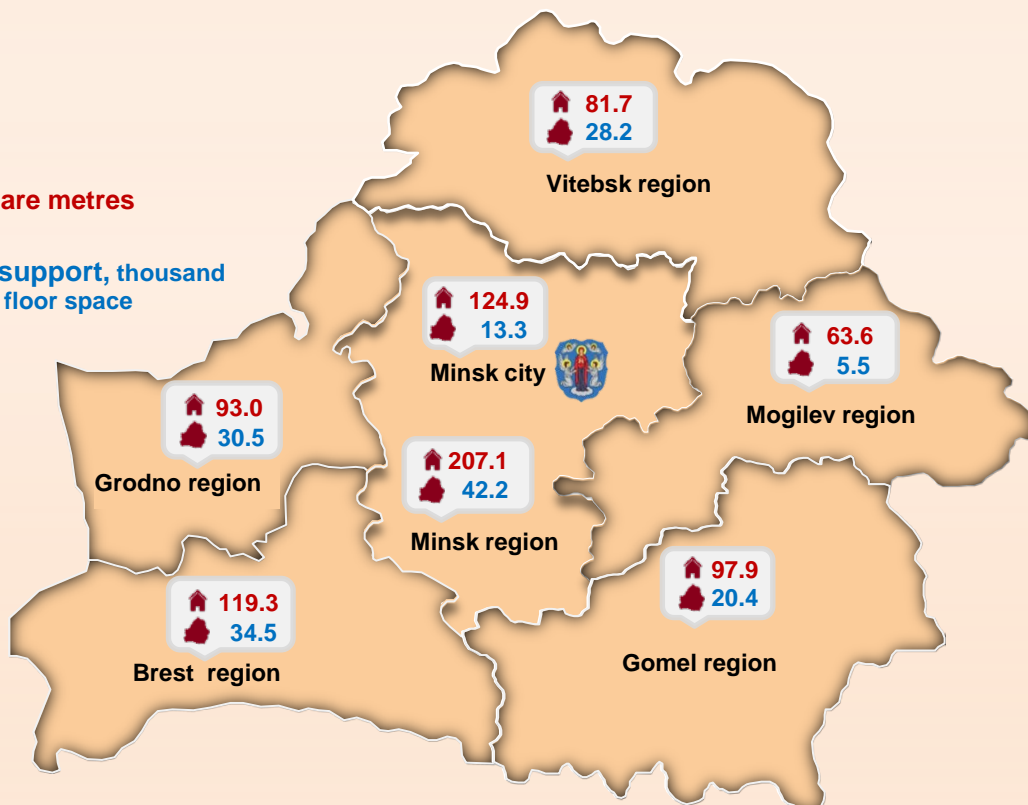 81.7
28.2
Vitebsk region
are metres
support, thousand
floor space
124.9
13.3
Minsk city
63.6
5.5
Mogilev region
93.0
30.5
Grodno region
207.1
42.2
Minsk region
97.9
20.4
Gomel region
119.3
34.5
Brest region